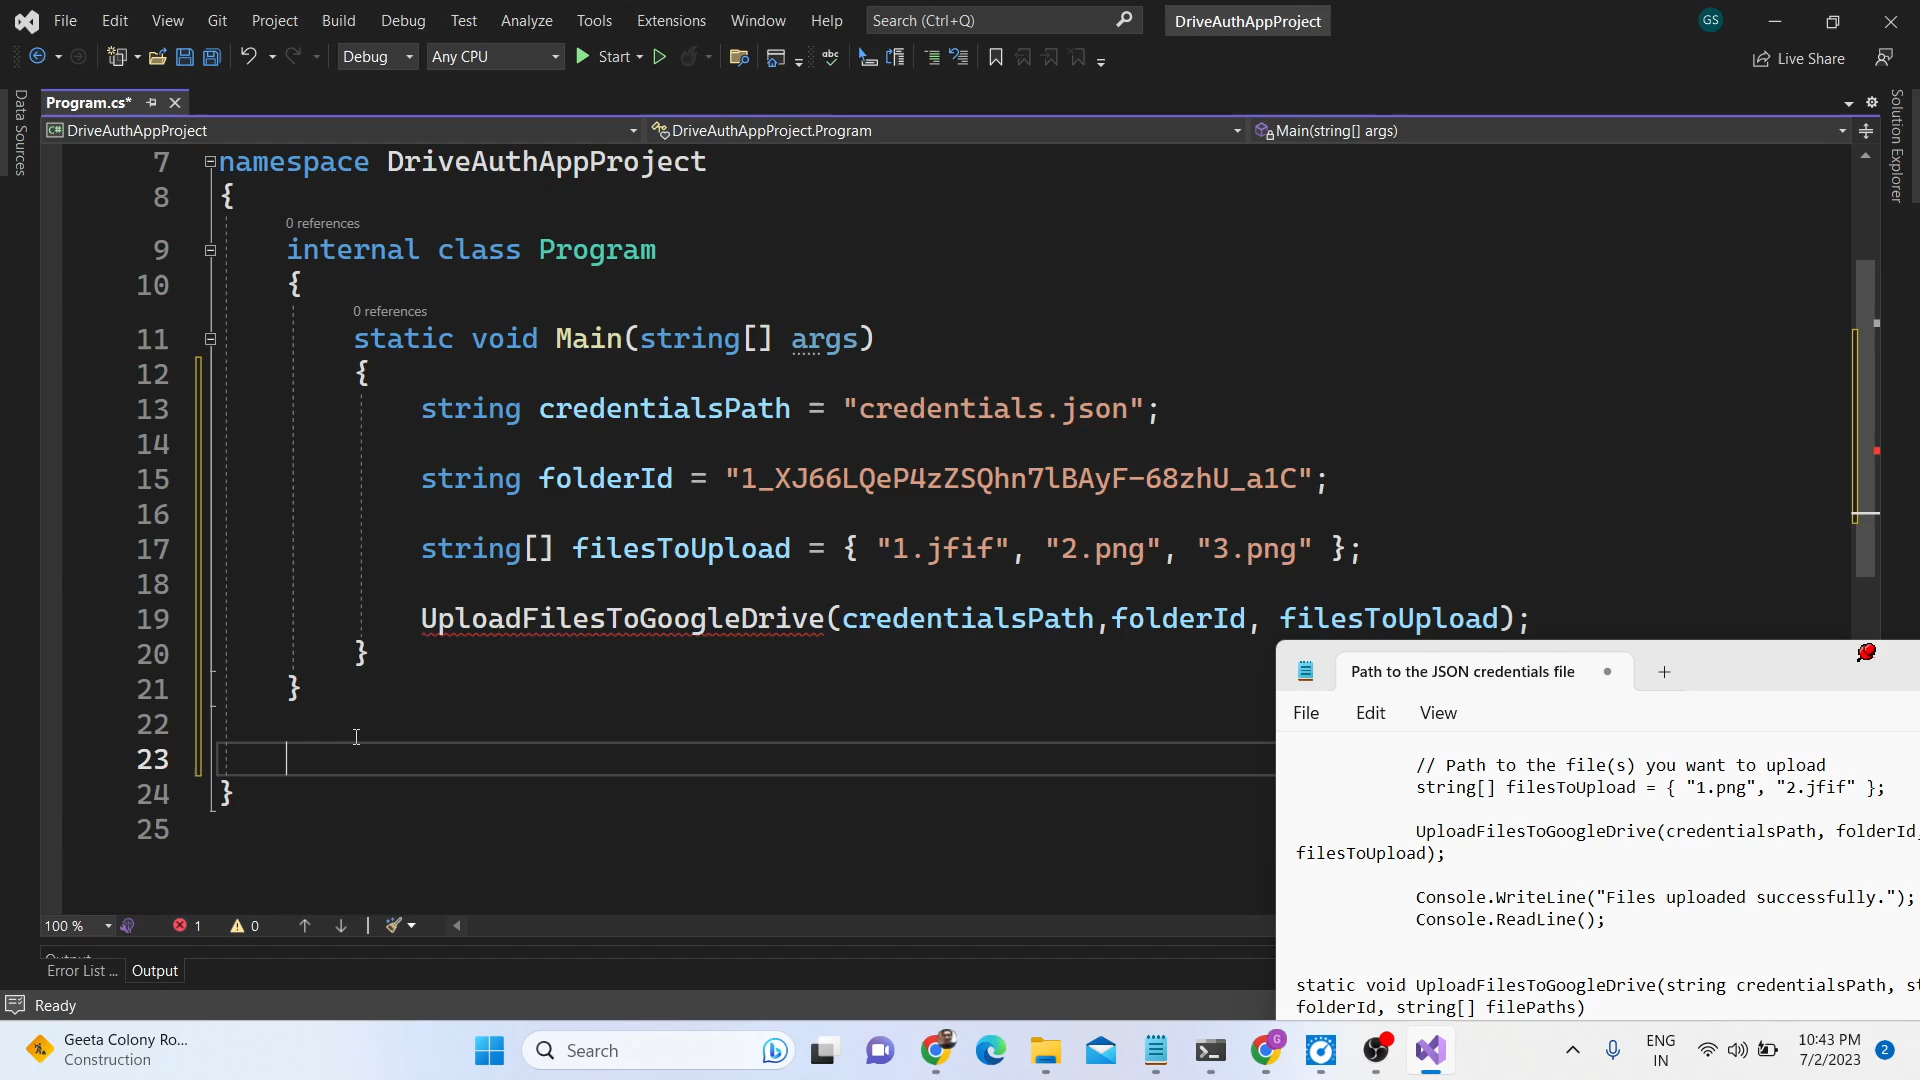 File Edit View Git Project Build Debug Test Analyze Tools Extensions Window Help Search (Ctrl+Q) DriveAuthAppProject GS
Debug Any CPU Start abc Live Share
Data Sources
Program.cs*
C# DriveAuthAppProject DriveAuthAppProject.Program Main(string[] args)
Solution Explorer
7 namespace DriveAuthAppProject
8 {
0 references
9 internal class Program
10 {
0 references
11 static void Main(string[] args)
12 {
13 string credentialsPath = "credentials.json";
14
15 string folderId = "1_XJ66LQeP4zZSQhn7lBAyF-68zhU_a1C";
16
17 string[] filesToUpload = { "1.jfif", "2.png", "3.png" };
18
19 UploadFilesToGoogleDrive(credentialsPath,folderId, filesToUpload);
20 }
21 }
22
23
24 }
25
100 % 1 0
Output
Error List ... Output
Ready
Path to the JSON credentials file
File Edit View
// Path to the file(s) you want to upload
string[] filesToUpload = { "1.png", "2.jfif" };
UploadFilesToGoogleDrive(credentialsPath, folderId,
filesToUpload);
Console.WriteLine("Files uploaded successfully.");
Console.ReadLine();
static void UploadFilesToGoogleDrive(string credentialsPath, st
folderId, string[] filePaths)
Geeta Colony Ro...
Construction
Search
G
ENG
IN
10:43 PM
7/2/2023
2